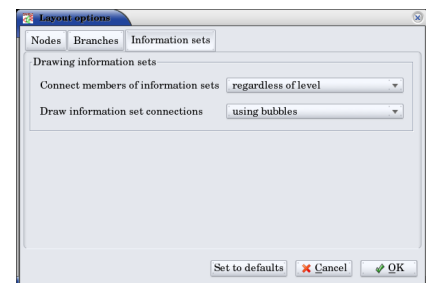 Layout options
Nodes Branches Information sets
Drawing information sets
Connect members of information sets regardless of level
Draw information set connections using bubbles
Set to defaults Cancel OK